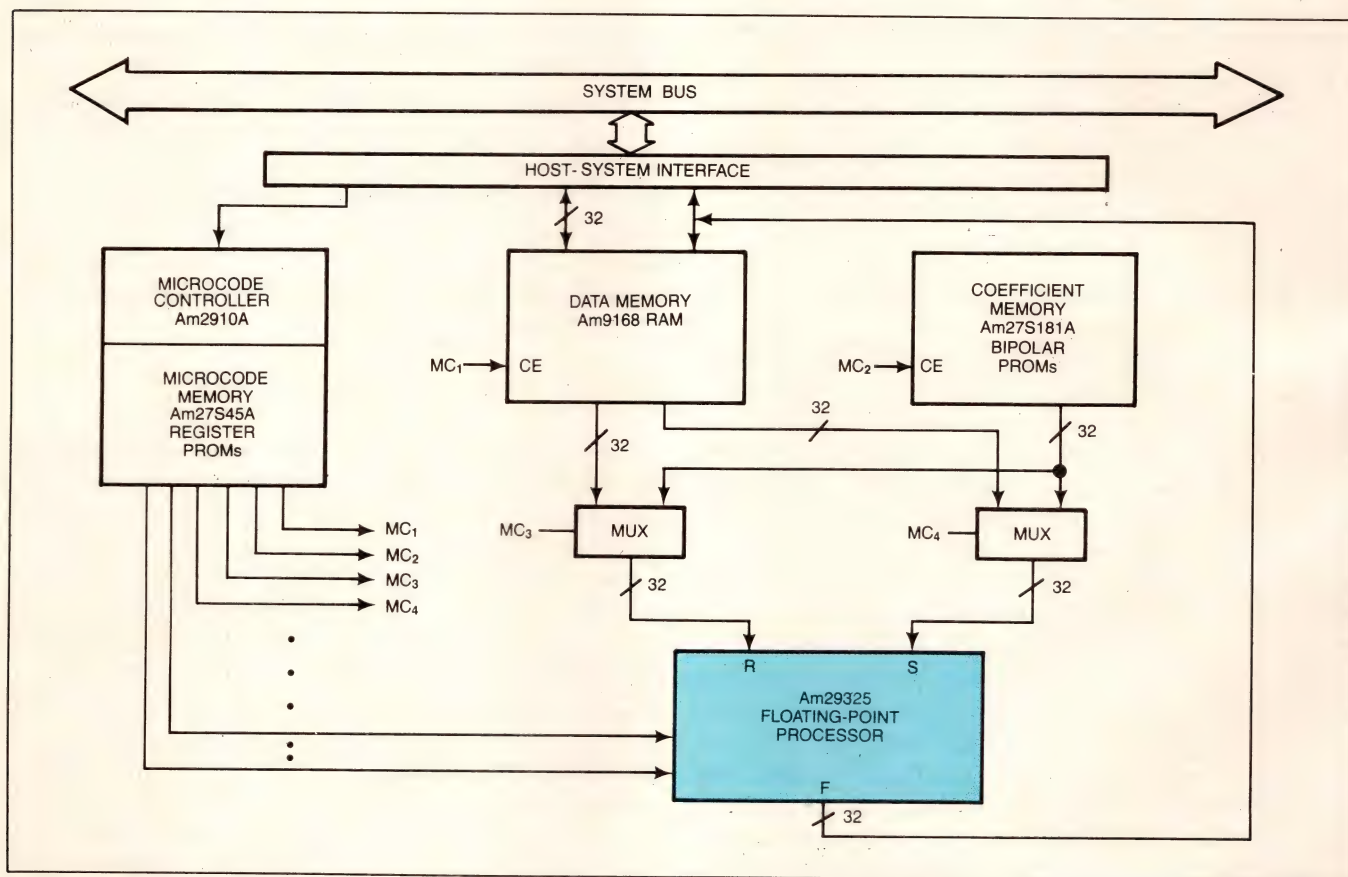 SYSTEM BUS
HOST-SYSTEM INTERFACE
32
MICROCODE
CONTROLLER
Am2910A
MICROCODE
MEMORY
Am27S45A
REGISTER
PROMs
DATA MEMORY
Am9168 RAM
MC₁
CE
COEFFICIENT
MEMORY
Am27S181A
BIPOLAR
PROMs
MC₂
CE
32
32
32
MC₃
MUX
MC₄
MUX
MC₁
MC₂
MC₃
MC₄
32
32
R
S
Am29325
FLOATING-POINT
PROCESSOR
F
32